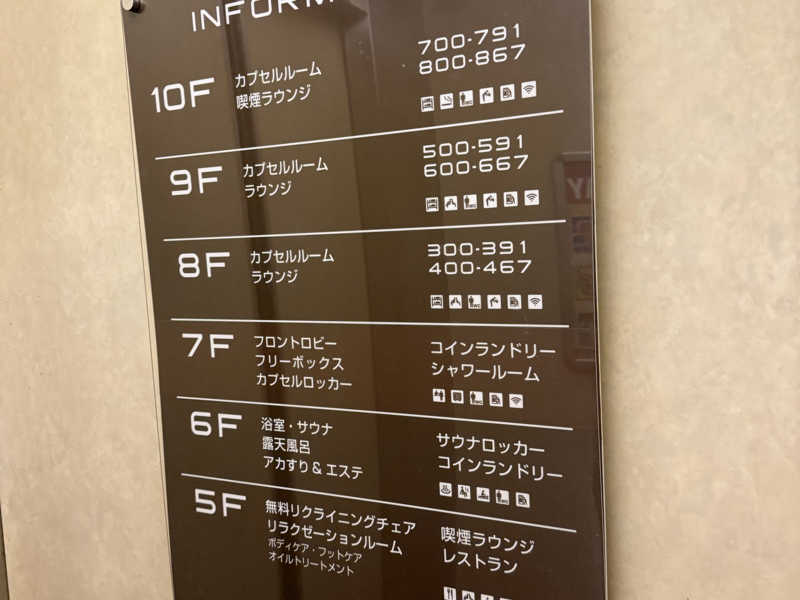 INFORM
10F
カプセルルーム
喫煙ラウンジ
700-791
800-867
9F
カプセルルーム
ラウンジ
500-591
600-667
8F
カプセルルーム
ラウンジ
300-391
400-467
7F
フロントロビー
フリーボックス
カプセルロッカー
コインランドリー
シャワールーム
6F
浴室・サウナ
露天風呂
アカすり&エステ
サウナロッカー
コインランドリー
5F
無料リクライニングチェア
リラクゼーションルーム
ボディケア・フットケア
オイルトリートメント
喫煙ラウンジ
レストラン